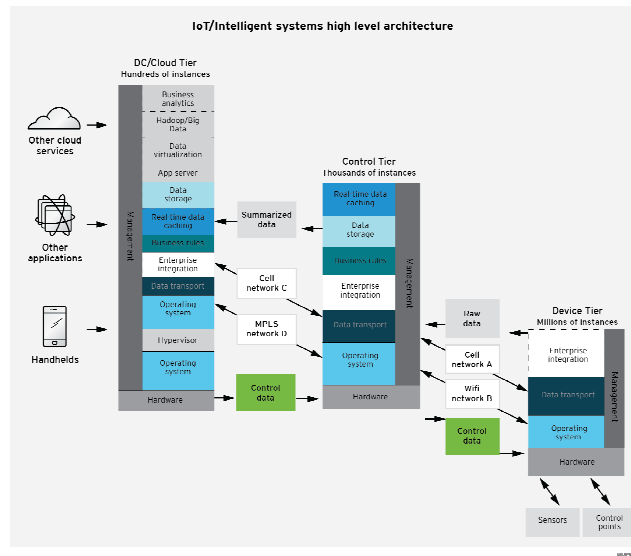 IoT/Intelligent systems high level architecture
DC/Cloud Tier
Hundreds of instances
Business
analytics
Hadoop/Big
Data
Data
virtualization
App server
Data
storage
Real time data
caching
Business rules
Enterprise
integration
Data transport
Operating
system
Hypervisor
Operating
system
Hardware
Management
Other cloud
services
Other
applications
Handhelds
Summarized
data
Cell
network C
MPLS
network D
Control
data
Control Tier
Thousands of instances
Real time data
caching
Data
storage
Business rules
Enterprise
integration
Data transport
Operating
system
Hardware
Management
Raw
data
Cell
network A
Wifi
network B
Control
data
Device Tier
Millions of instances
Enterprise
integration
Data transport
Operating
system
Hardware
Management
Sensors
Control
points